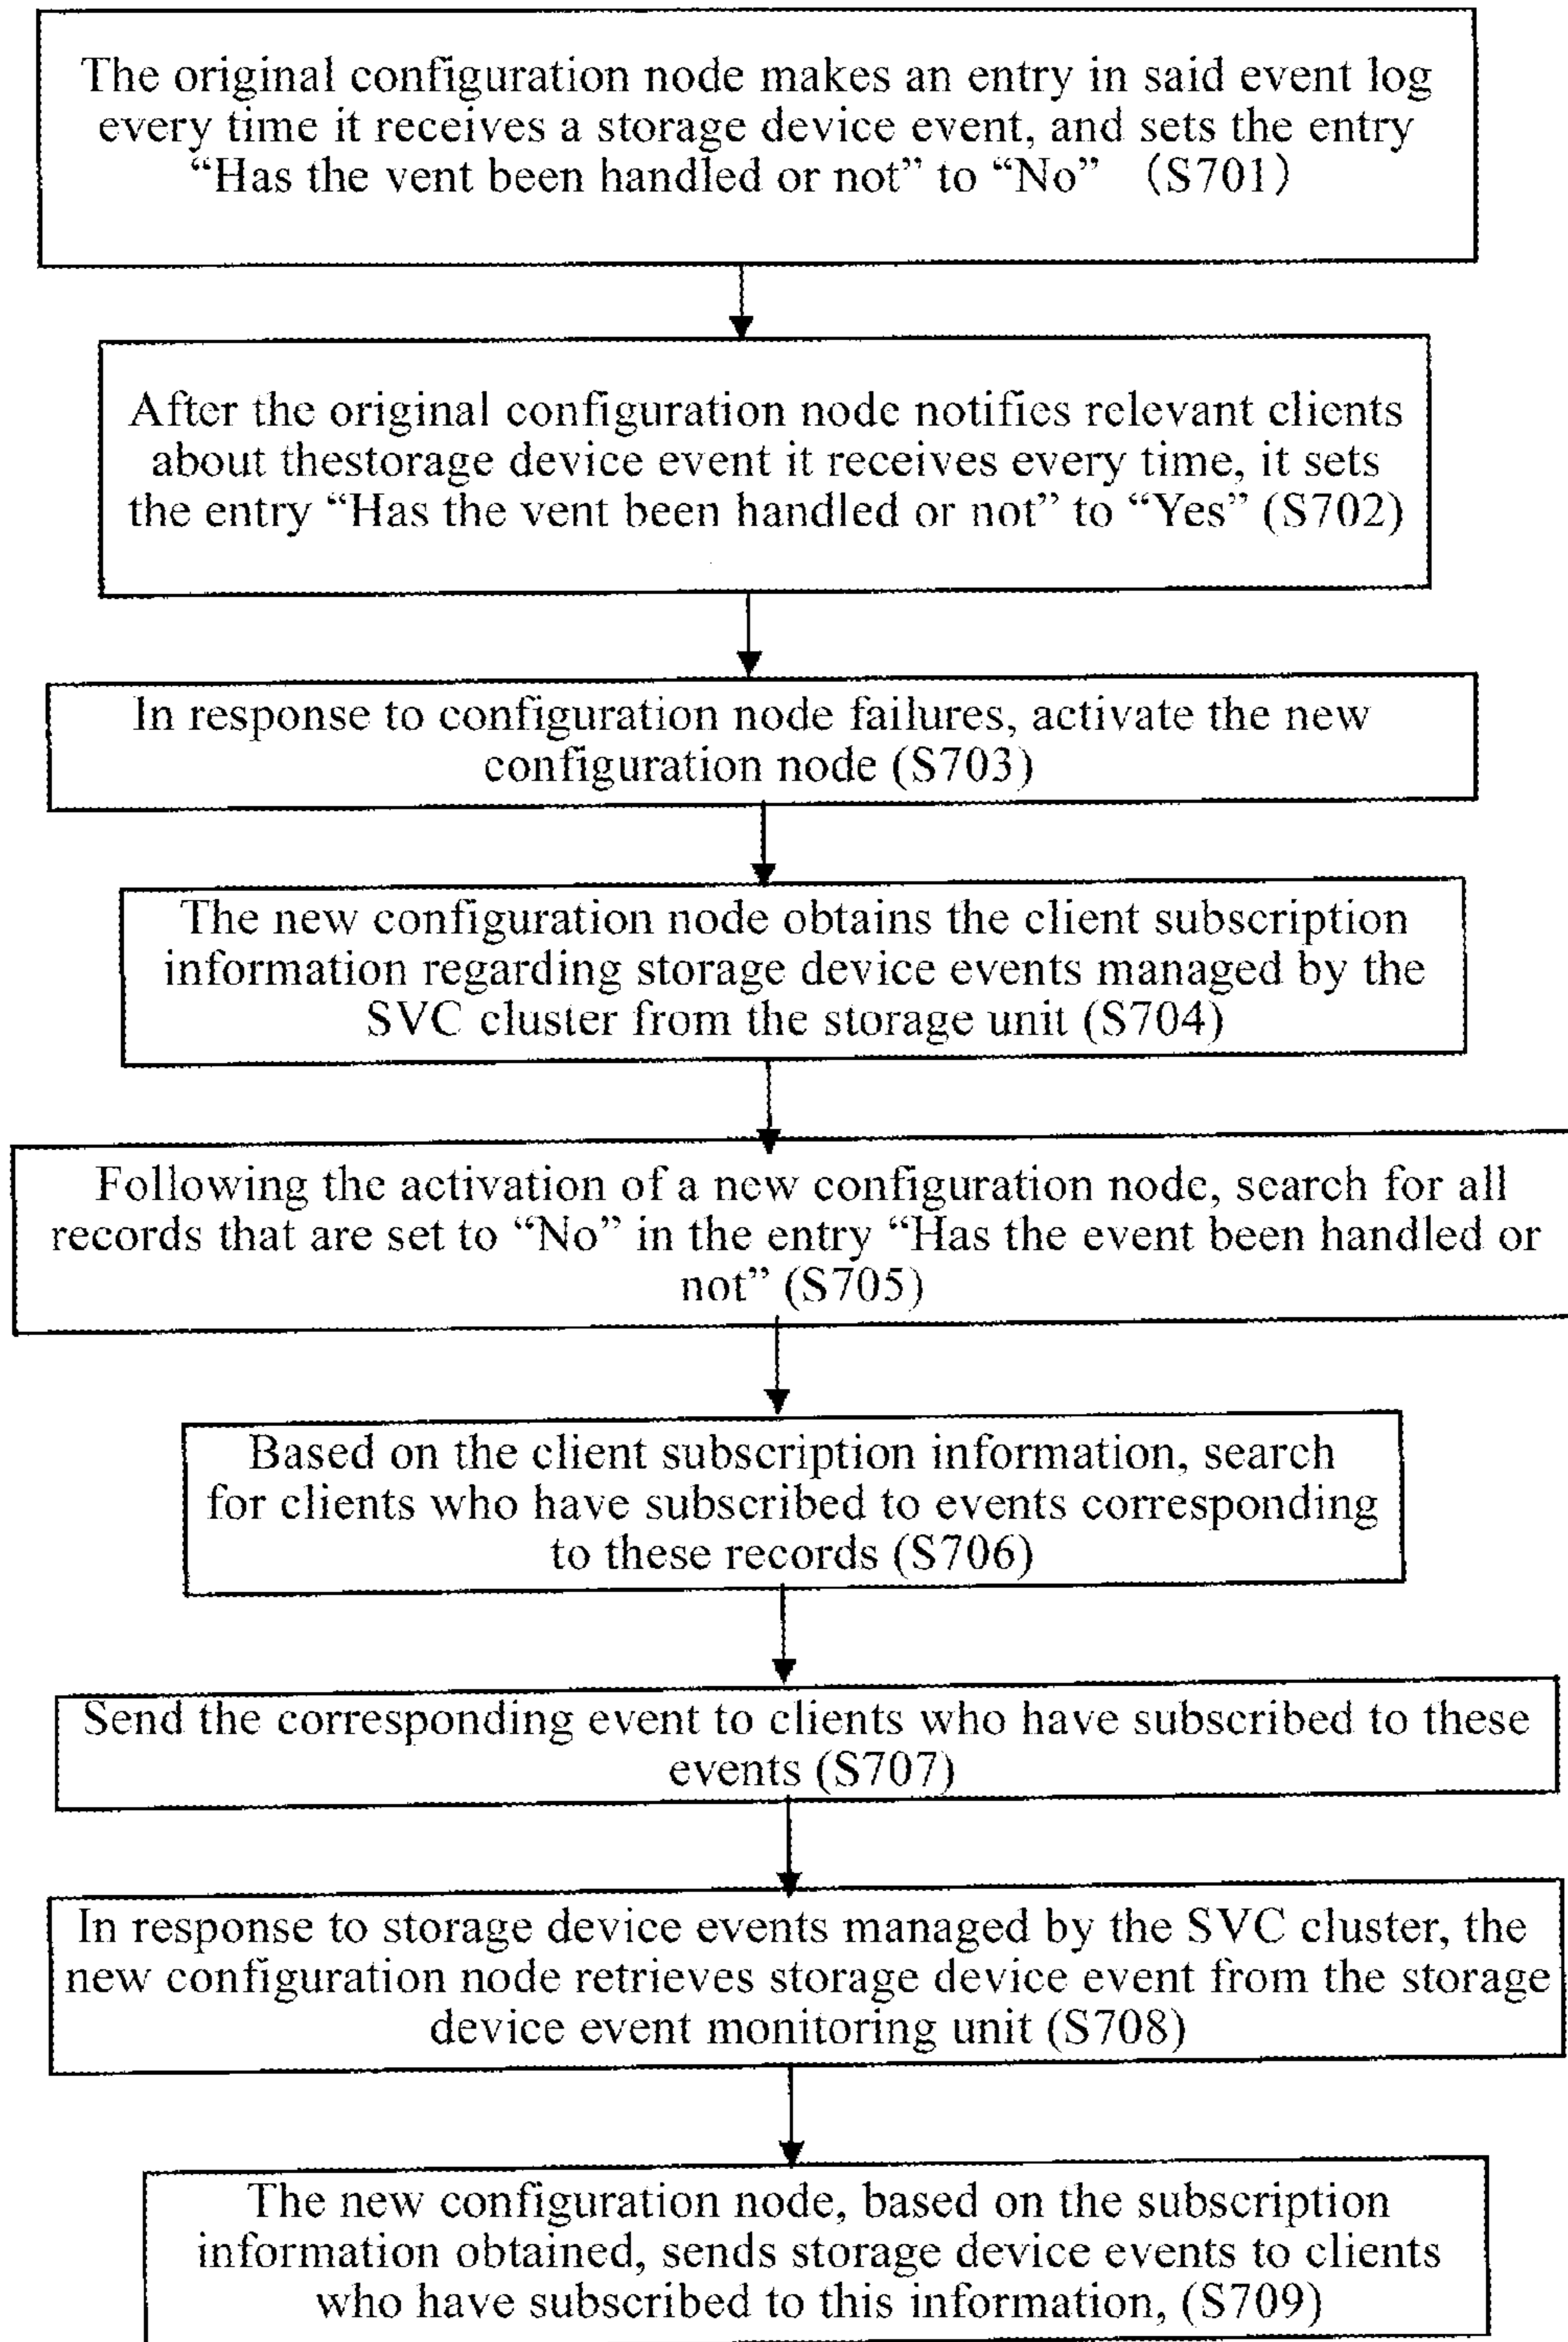 The original configuration node makes an entry in said event log
every time it receives a storage device event, and sets the entry
“Has the vent been handled or not” to “No” (S701)
After the original configuration node notifies relevant clients
about thestorage device event it receives every time, it sets
the entry “Has the vent been handled or not” to “Yes” (S702)
In response to configuration node failures, activate the new
configuration node (S703)
The new configuration node obtains the client subscription
information regarding storage device events managed by the
SVC cluster from the storage unit (S704)
Following the activation of a new configuration node, search for all
records that are set to “No” in the entry “Has the event been handled or
not” (S705)
Based on the client subscription information, search
for clients who have subscribed to events corresponding
to these records (S706)
Send the corresponding event to clients who have subscribed to these
events (S707)
In response to storage device events managed by the SVC cluster, the
new configuration node retrieves storage device event from the storage
device event monitoring unit (S708)
The new configuration node, based on the subscription
information obtained, sends storage device events to clients
who have subscribed to this information, (S709)